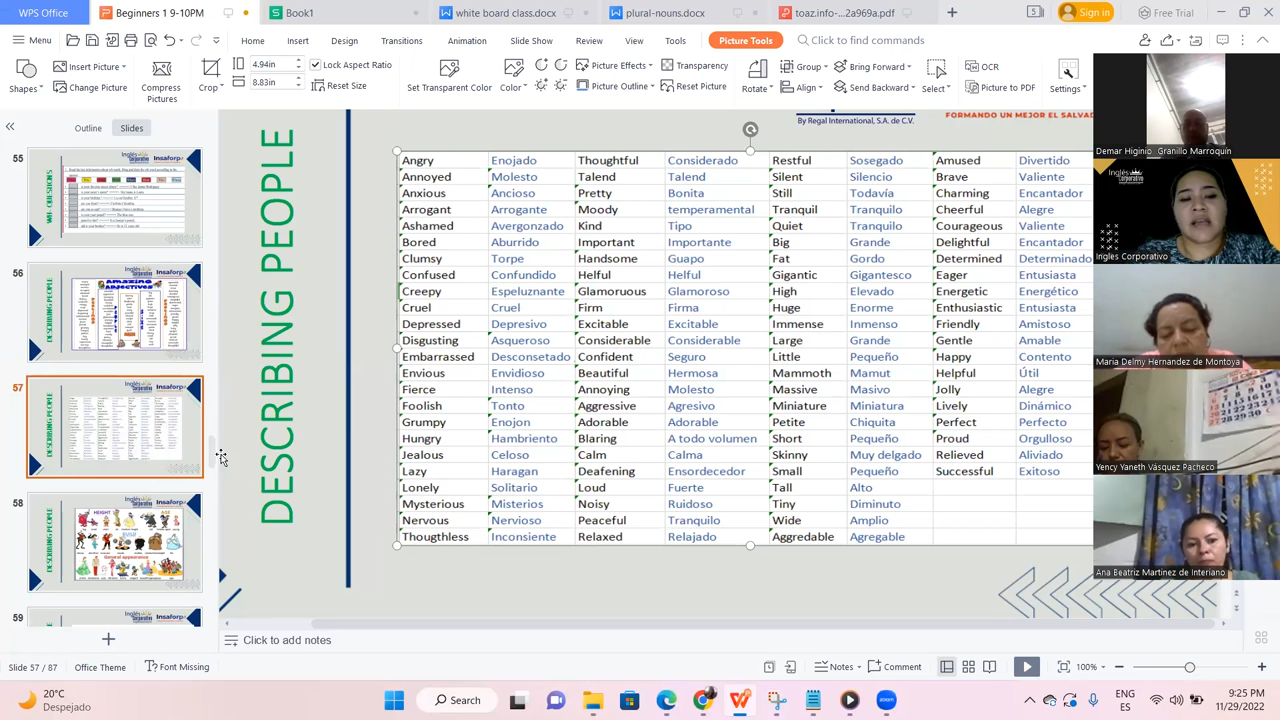 WPS Office
Beginners 1 9-10PM
Book1
white board class.docx
plural-nouns.docx
toaz.info-...2a969a.pdf
Sign in
Free Trial
Menu
Home
Insert
Design
Transitions
Animation
Slide Show
Review
View
Tools
Picture Tools
Click to find commands
Shapes
Insert Picture
Change Picture
Compress Pictures
Crop
4.94in
8.83in
Lock Aspect Ratio
Reset Size
Set Transparent Color
Color
Picture Effects
Picture Outline
Transparency
Reset Picture
Rotate
Group
Align
Bring Forward
Send Backward
Select
OCR
Picture to PDF
Settings
Outline
Slides
55
56
57
58
59
By Regal International, S.A. de C.V.
FORMANDO UN MEJOR EL SALVA
DESCRIBING PEOPLE
Angry Enojado Thoughtful Considerado Restful Sosegado Amused Divertido
Annoyed Molesto Talend Talend Silent Silencio Brave Valiente
Anxious Ancioso Pretty Bonita Still Todavía Charming Encantador
Arrogant Arrogante Moody temperamental Tranquil Tranquilo Cheerful Alegre
Ashamed Avergonzado Kind Tipo Quiet Tranquilo Courageous Valiente
Bored Aburrido Important Importante Big Grande Delightful Encantador
Clumsy Torpe Handsome Guapo Fat Gordo Determined Determinado
Confused Confundido Helful Helful Gigantic Gigantesco Eager Entusiasta
Creepy Espeluznante Glamoruous Glamoroso High Elevado Energetic Energético
Cruel Cruel Firm Firma Huge Enorme Enthusiastic Entusiasta
Depressed Depresivo Excitable Excitable Immense Inmenso Friendly Amistoso
Disgusting Asqueroso Considerable Considerable Large Grande Gentle Amable
Embarrassed Desconsetado Confident Seguro Little Pequeño Happy Contento
Envious Envidioso Beautiful Hermosa Mammoth Mamut Helpful Útil
Fierce Intenso Annoying Molesto Massive Masivo Jolly Alegre
Foolish Tonto Aggressive Agresivo Miniature Miniatura Lively Dinámico
Grumpy Enojon Adorable Adorable Petite Chiquita Perfect Perfecto
Hungry Hambriento Blaring A todo volumen Short Pequeño Proud Orgulloso
Jealous Celoso Calm Calma Skinny Muy delgado Relieved Aliviado
Lazy Haragan Deafening Ensordecedor Small Pequeño Successful Exitoso
Lonely Solitario Loud Fuerte Tall Alto
Mysterious Misterios Noisy Ruidoso Tiny Diminuto
Nervous Nervioso Peaceful Tranquilo Wide Amplio
Thougthless Inconsiente Relaxed Relajado Aggredable Agregable
Demar Higinio Granillo Marroquín
Inglés Corporativo
Ingles Corporativo
Maria Delmy Hernandez de Montoya
Yency Yaneth Vásquez Pacheco
Ana Beatriz Martinez de Interiano
Click to add notes
Slide 57 / 87
Office Theme
Font Missing
Notes
Comment
100%
20°C
Despejado
Search
ENG
ES
9:25 PM
11/29/2022